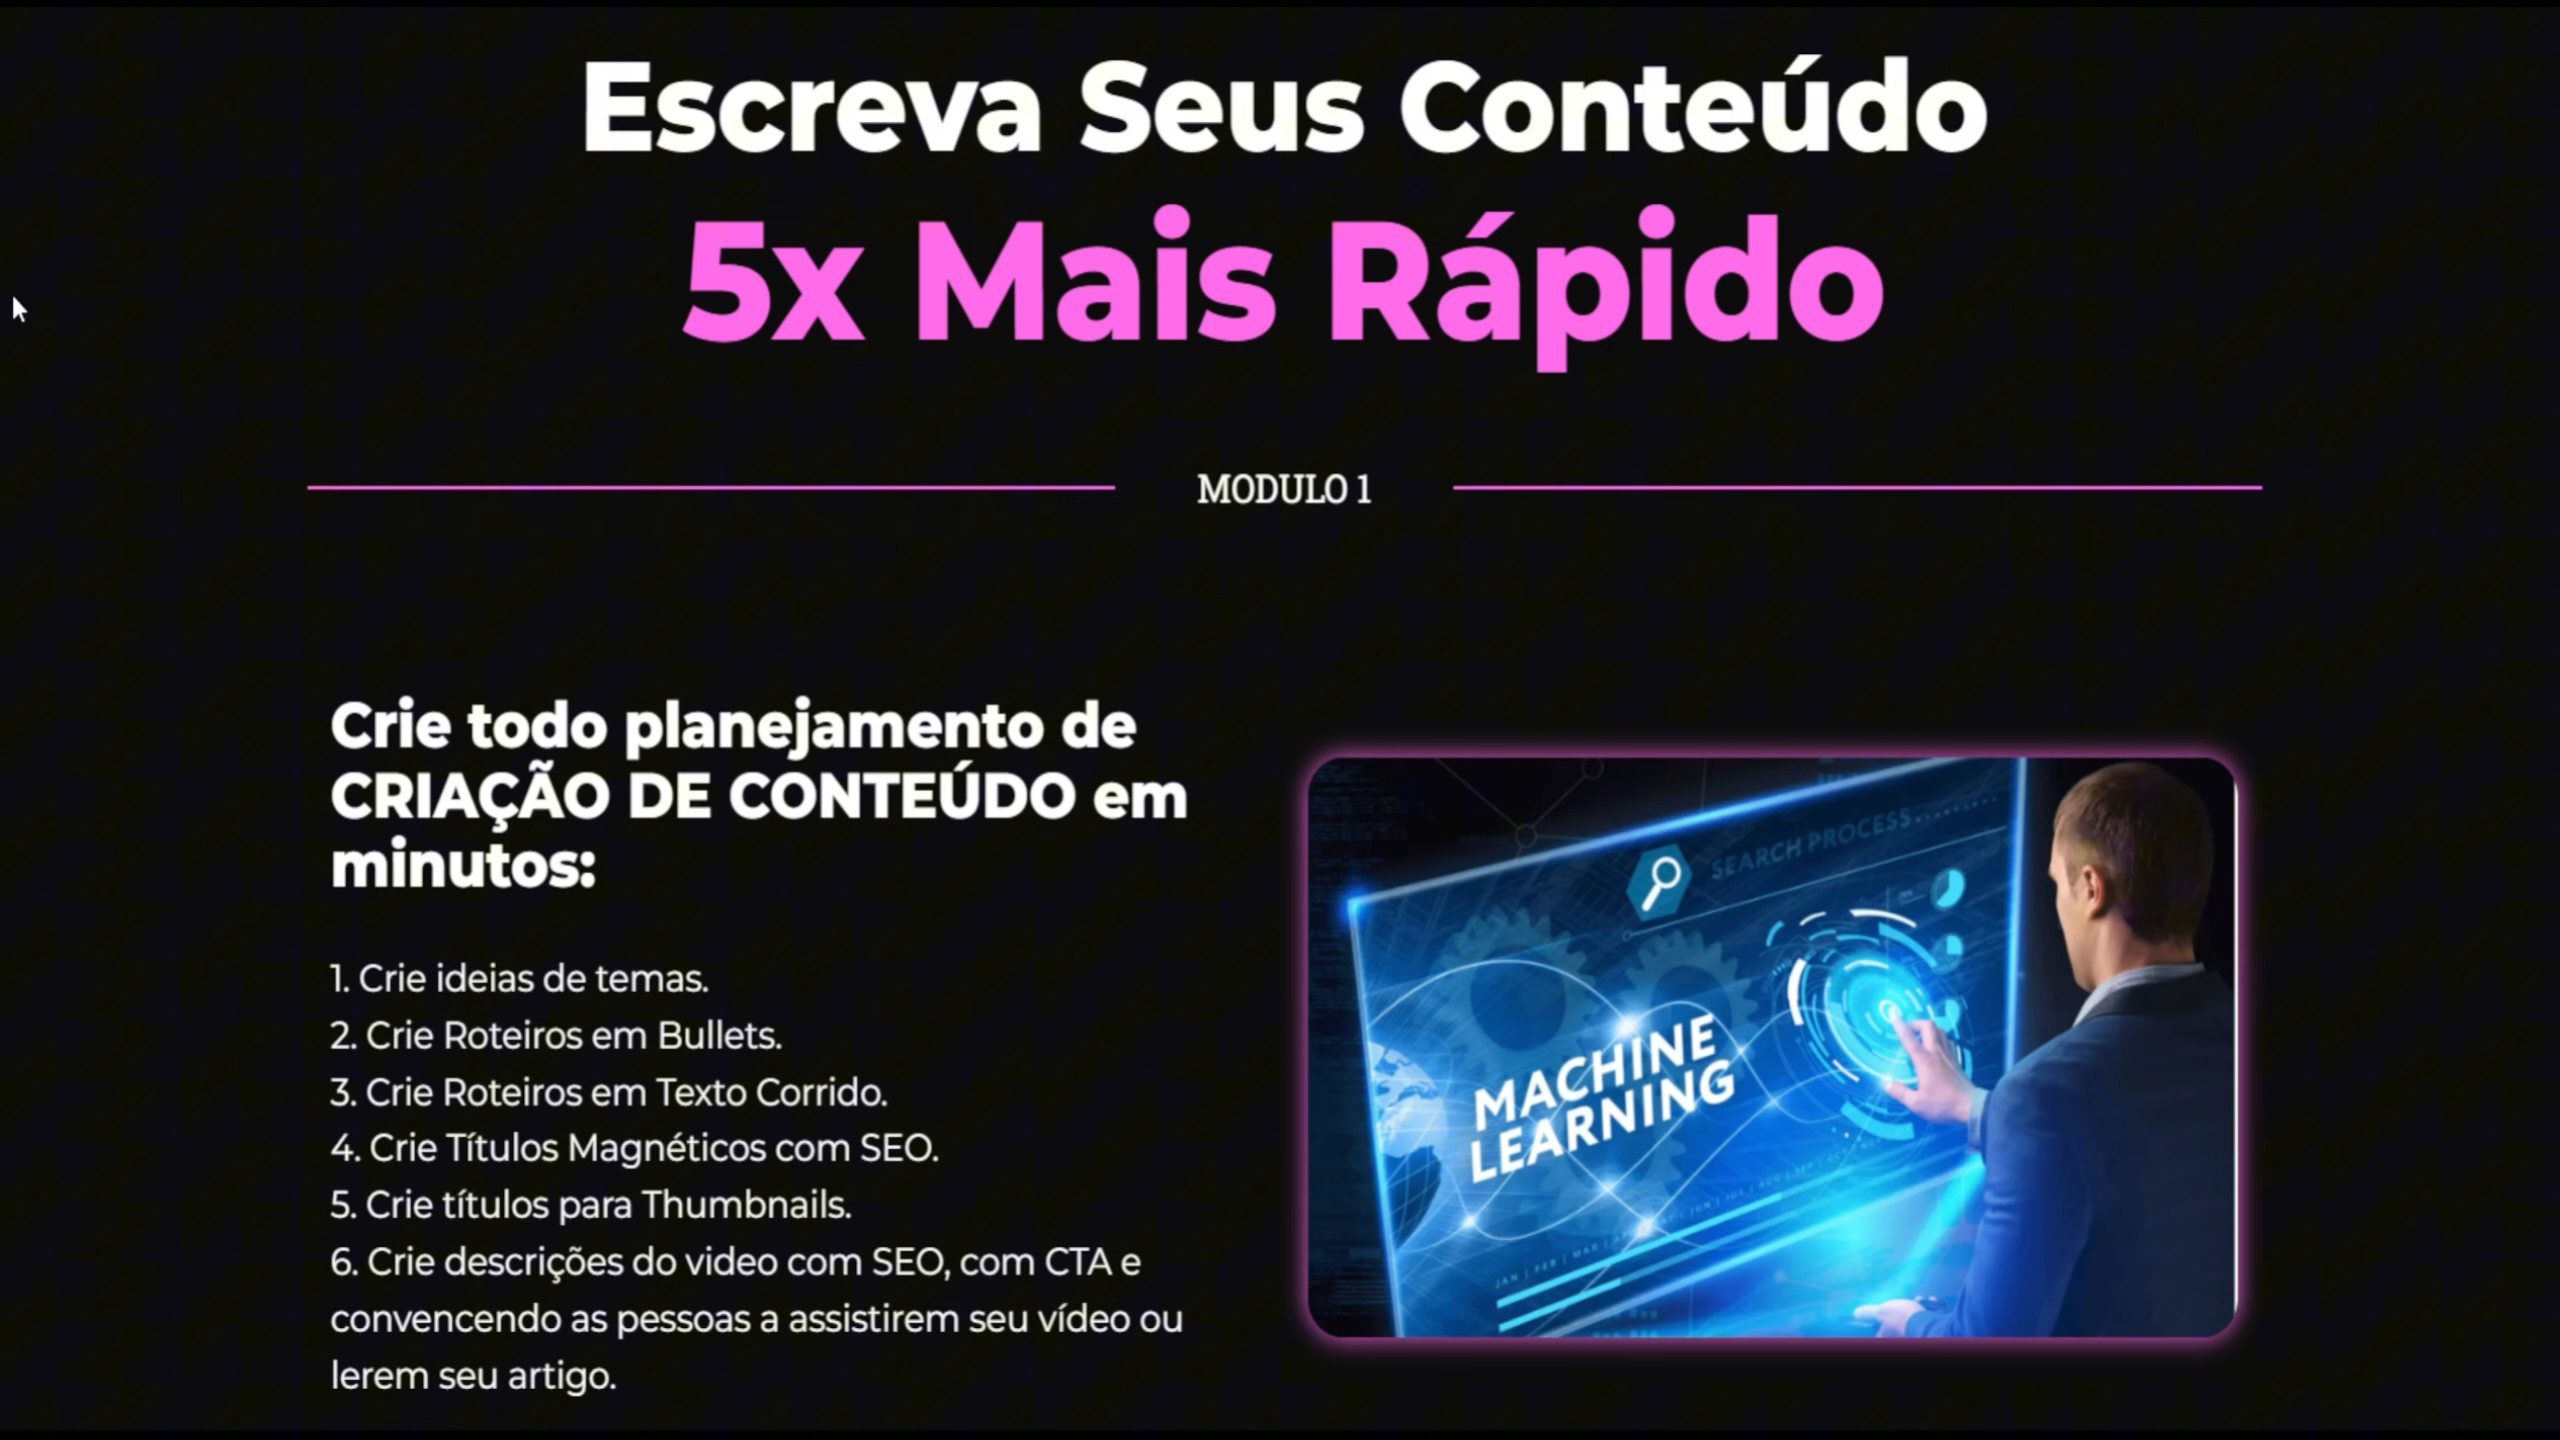 Escreva Seus Conteúdo
5x Mais Rápido
MODULO 1
Crie todo planejamento de
CRIAÇÃO DE CONTEÚDO em
minutos:
1. Crie ideias de temas.
2. Crie Roteiros em Bullets.
3. Crie Roteiros em Texto Corrido.
4. Crie Títulos Magnéticos com SEO.
5. Crie títulos para Thumbnails.
6. Crie descrições do video com SEO, com CTA e
convencendo as pessoas a assistirem seu vídeo ou
lerem seu artigo.
SEARCH PROCESS
MACHINE
LEARNING